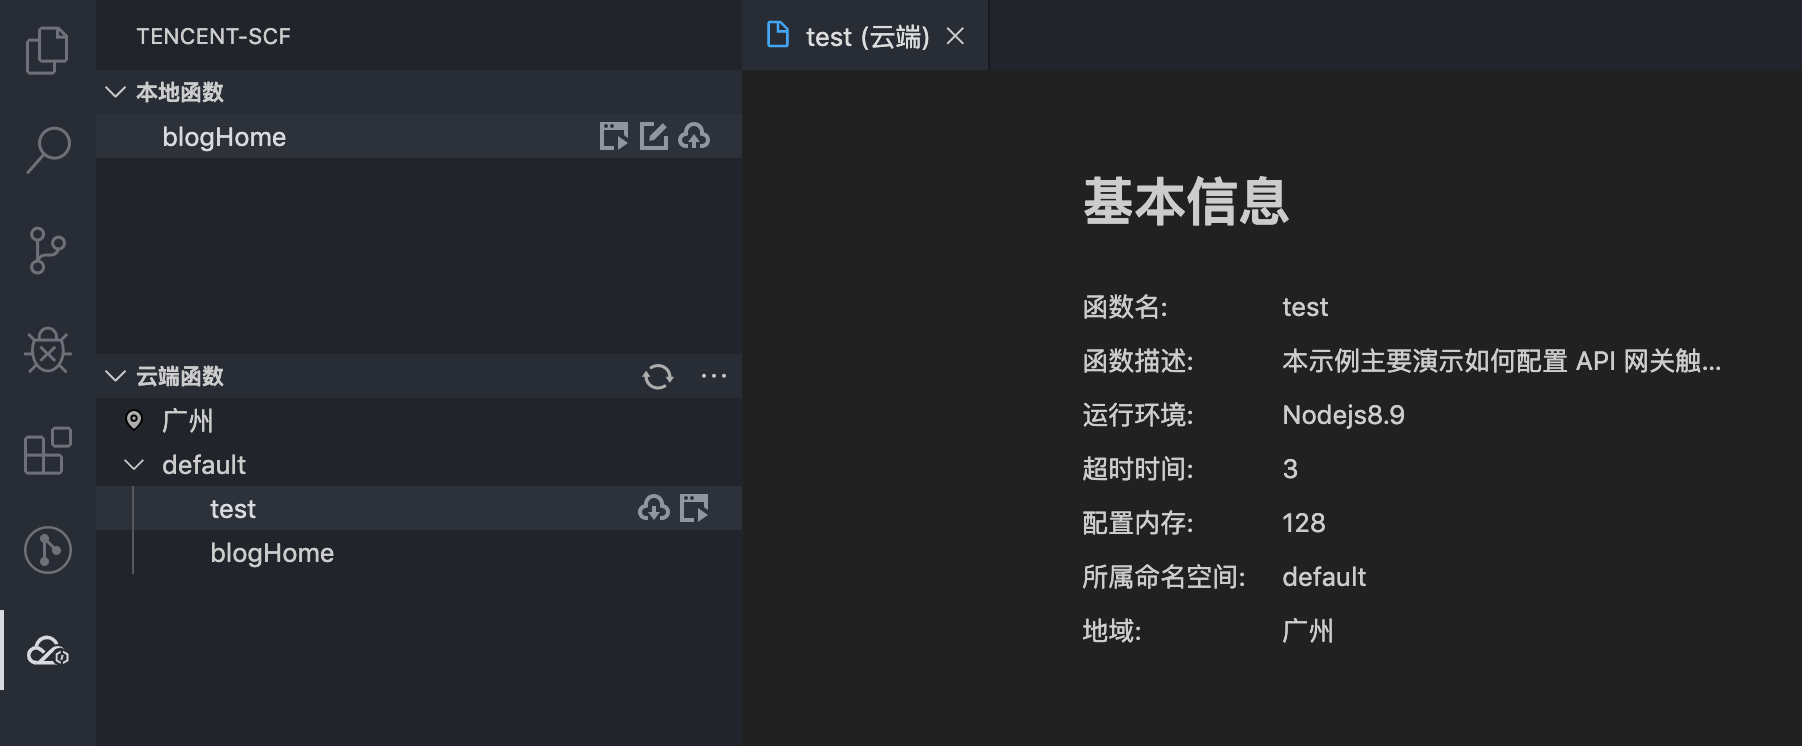 TENCENT-SCF
本地函数
blogHome
云端函数
广州
default
test
blogHome
test (云端)
基本信息
函数名: test
函数描述: 本示例主要演示如何配置 API 网关触...
运行环境: Nodejs8.9
超时时间: 3
配置内存: 128
所属命名空间: default
地域: 广州